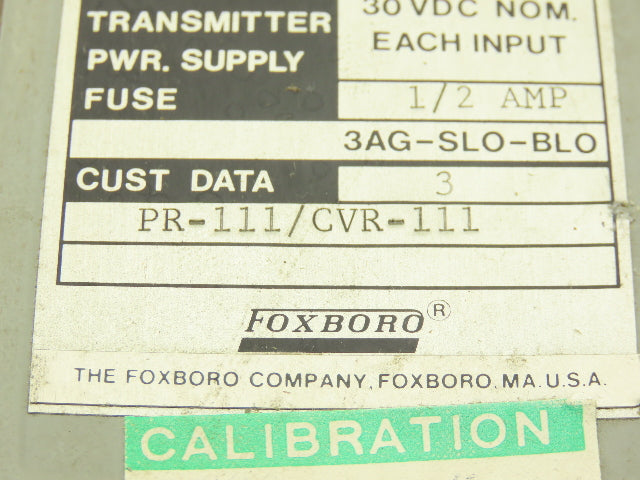 30 VDC NOM.
TRANSMITTER
EACH INPUT
PWR. SUPPLY
FUSE 1/2 AMP
3AG-SLO-BLO
CUST DATA 3
PR-111/CVR-111
FOXBORO®
THE FOXBORO COMPANY, FOXBORO, MA. U.S.A.
CALIBRATION